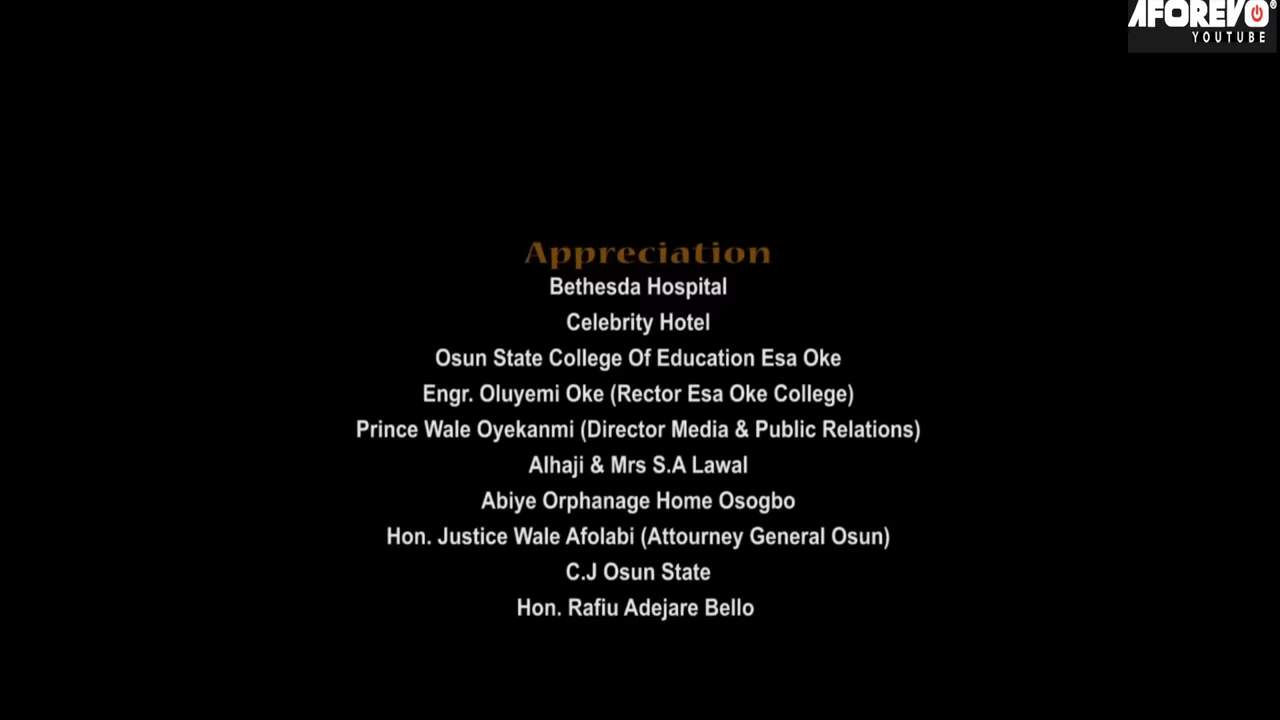 AFOREVO®
YOUTUBE
Appreciation
Bethesda Hospital
Celebrity Hotel
Osun State College Of Education Esa Oke
Engr. Oluyemi Oke (Rector Esa Oke College)
Prince Wale Oyekanmi (Director Media & Public Relations)
Alhaji & Mrs S.A Lawal
Abiye Orphanage Home Osogbo
Hon. Justice Wale Afolabi (Attourney General Osun)
C.J Osun State
Hon. Rafiu Adejare Bello